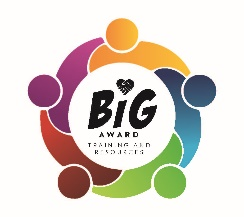 BiG
AWARD
TRAINING AND
RESOURCES